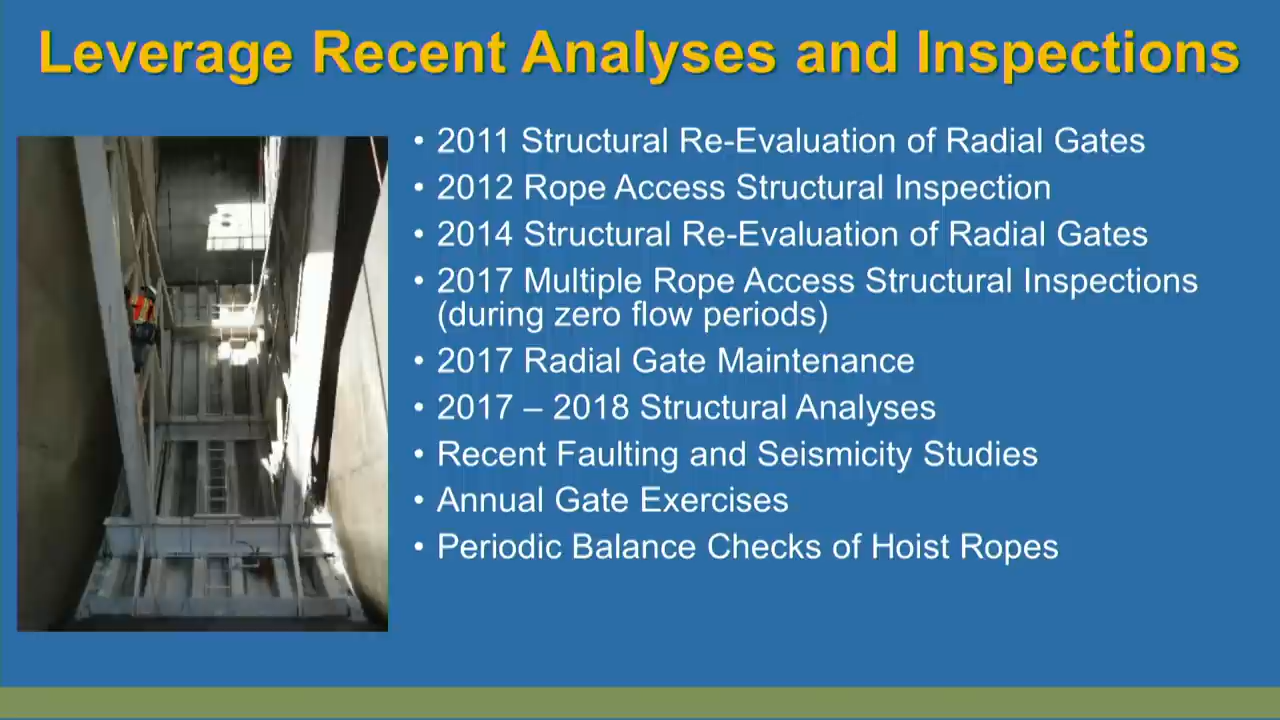 Leverage Recent Analyses and Inspections
• 2011 Structural Re-Evaluation of Radial Gates
• 2012 Rope Access Structural Inspection
• 2014 Structural Re-Evaluation of Radial Gates
• 2017 Multiple Rope Access Structural Inspections
(during zero flow periods)
• 2017 Radial Gate Maintenance
• 2017 – 2018 Structural Analyses
• Recent Faulting and Seismicity Studies
• Annual Gate Exercises
• Periodic Balance Checks of Hoist Ropes